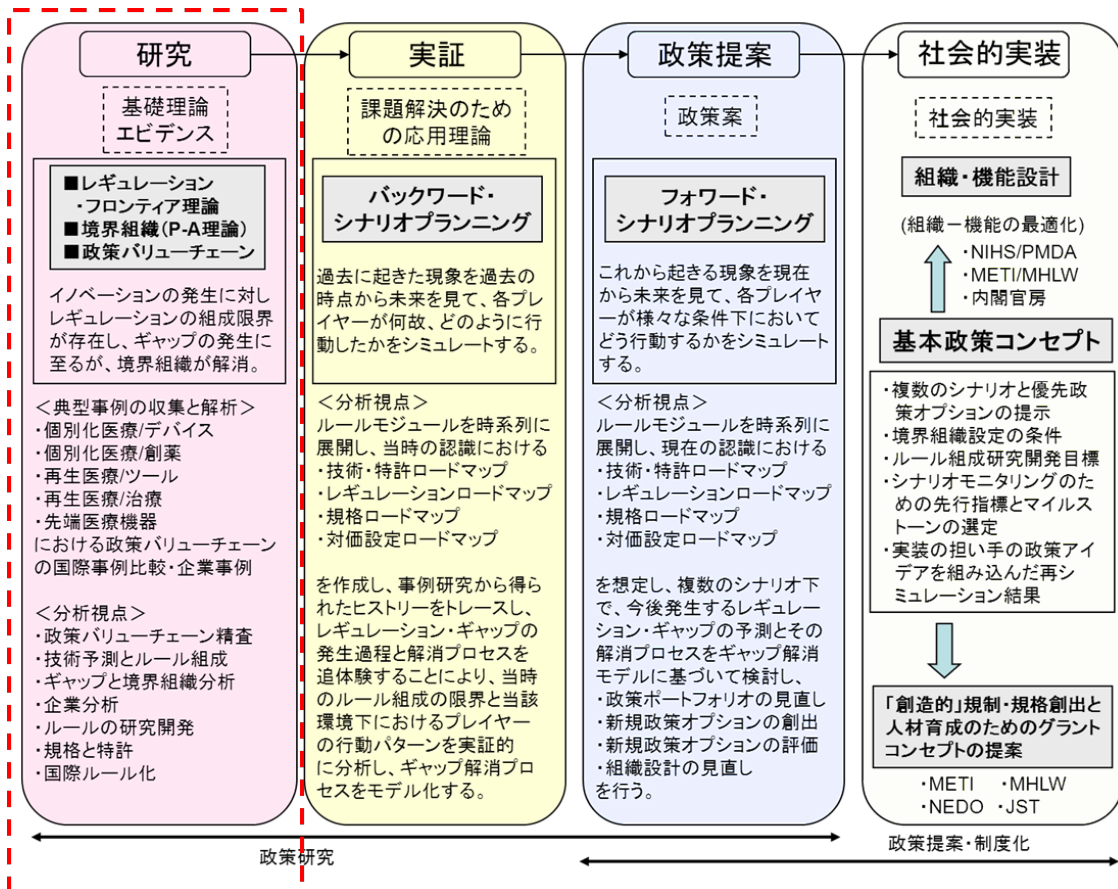 研究
基礎理論
エビデンス
■レギュレーション
・フロンティア理論
■境界組織(P-A理論)
■政策バリューチェーン
イノベーションの発生に対し
レギュレーションの組成限界
が存在し、ギャップの発生に
至るが、境界組織が解消。
＜典型事例の収集と解析＞
・個別化医療/デバイス
・個別化医療/創薬
・再生医療/ツール
・再生医療/治療
・先端医療機器
における政策バリューチェーン
の国際事例比較・企業事例
＜分析視点＞
・政策バリューチェーン精査
・技術予測とルール組成
・ギャップと境界組織分析
・企業分析
・ルールの研究開発
・規格と特許
・国際ルール化
実証
課題解決のため
の応用理論
バックワード・
シナリオプランニング
過去に起きた現象を過去の
時点から未来を見て、各プレ
イヤーが何故、どのように行
動したかをシミュレートする。
＜分析視点＞
ルールモジュールを時系列に
展開し、当時の認識における
・技術・特許ロードマップ
・レギュレーションロードマップ
・規格ロードマップ
・対価設定ロードマップ
を作成し、事例研究から得ら
れたヒストリーをトレースし、
レギュレーション・ギャップの
発生過程と解消プロセスを
追体験することにより、当時
のルール組成の限界と当該
環境下におけるプレイヤー
の行動パターンを実証的
に分析し、ギャップ解消プロ
セスをモデル化する。
政策提案
政策案
フォワード・
シナリオプランニング
これから起きる現象を現在
から未来を見て、各プレイヤ
ーが様々な条件下において
どう行動するかをシミュレート
する。
＜分析視点＞
ルールモジュールを時系列に
展開し、現在の認識における
・技術・特許ロードマップ
・レギュレーションロードマップ
・規格ロードマップ
・対価設定ロードマップ
を想定し、複数のシナリオ下
で、今後発生するレギュレー
ション・ギャップの予測とその
解消プロセスをギャップ解消
モデルに基づいて検討し、
・政策ポートフォリオの見直し
・新規政策オプションの創出
・新規政策オプションの評価
・組織設計の見直し
を行う。
社会的実装
社会的実装
組織・機能設計
(組織－機能の最適化)
・NIHS/PMDA
・METI/MHLW
・内閣官房
基本政策コンセプト
・複数のシナリオと優先政
策オプションの提示
・境界組織設定の条件
・ルール組成研究開発目標
・シナリオモニタリングのた
めの先行指標とマイルス
トーンの選定
・実装の担い手の政策アイ
デアを組み込んだ再シ
ミュレーション結果
「創造的」規制・規格創出と
人材育成のためのグラント
コンセプトの提案
・METI ・MHLW
・NEDO ・JST
政策研究
政策提案・制度化